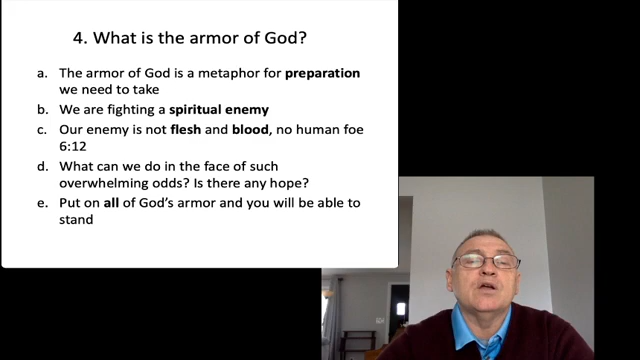 4. What is the armor of God?
a. The armor of God is a metaphor for preparation
we need to take
b. We are fighting a spiritual enemy
c. Our enemy is not flesh and blood, no human foe
6:12
d. What can we do in the face of such
overwhelming odds? Is there any hope?
e. Put on all of God's armor and you will be able to
stand